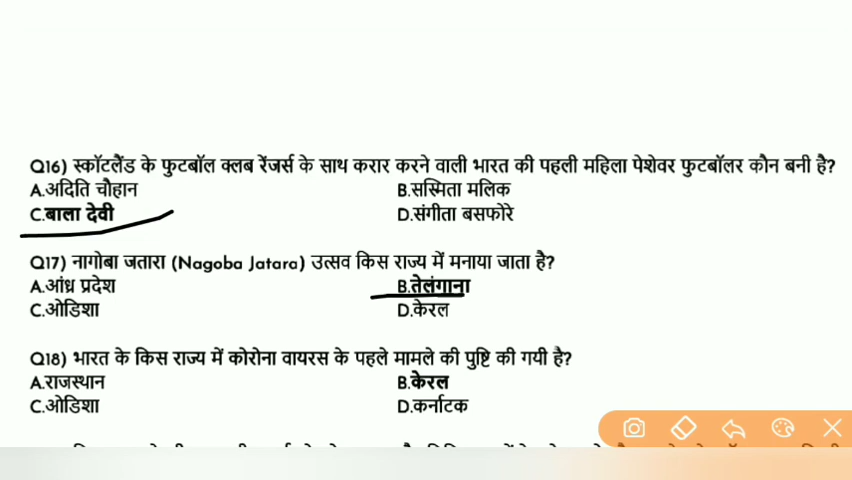 Q16) स्कॉटलैंड के फुटबॉल क्लब रेंजर्स के साथ करार करने वाली भारत की पहली महिला पेशेवर फुटबॉलर कौन बनी है?
A.अदिति चौहान B.सस्मिता मलिक
C.बाला देवी D.संगीता बसफोरे
Q17) नागोबा जतारा (Nagoba Jatara) उत्सव किस राज्य में मनाया जाता है?
A.आंध्र प्रदेश B.तेलंगाना
C.ओडिशा D.केरल
Q18) भारत के किस राज्य में कोरोना वायरस के पहले मामले की पुष्टि की गयी है?
A.राजस्थान B.केरल
C.ओडिशा D.कर्नाटक